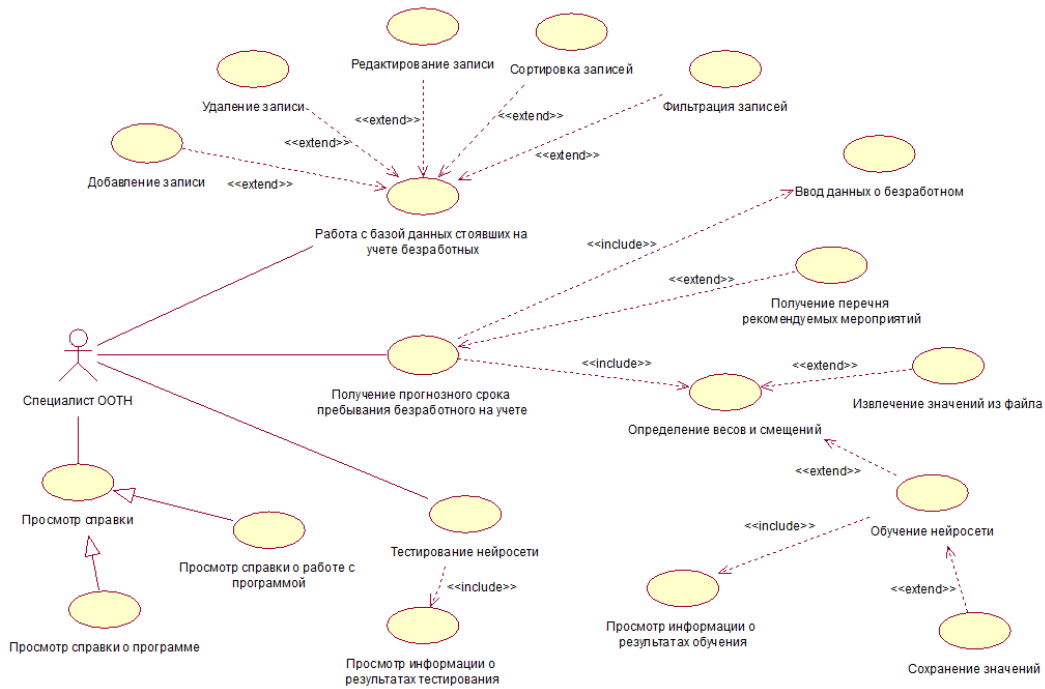 Редактирование записи
Сортировка записей
Удаление записи
Фильтрация записей
<<extend>>
<<extend>>
<<extend>>
<<extend>>
<<extend>>
Добавление записи
Ввод данных о безработном
Работа с базой данных стоявших на
учете безработных
<<include>>
<<extend>>
Получение перечня
рекомендуемых мероприятий
<<include>>
<<extend>>
Специалист ООТН
Получение прогнозного срока
пребывания безработного на учете
Извлечение значений из файла
Определение весов и смещений
<<extend>>
Просмотр справки
Тестирование нейросети
<<include>>
Обучение нейросети
Просмотр справки о работе с
программой
<<include>>
<<extend>>
Просмотр информации о
результатах обучения
Просмотр справки о программе
Просмотр информации о
результатах тестирования
Сохранение значений